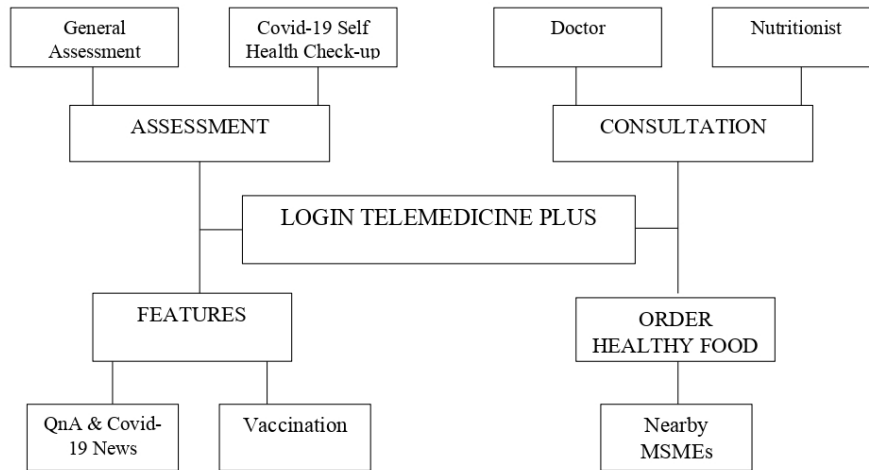 General
Assessment
Covid-19 Self
Health Check-up
Doctor
Nutritionist
ASSESSMENT
CONSULTATION
LOGIN TELEMEDICINE PLUS
FEATURES
ORDER
HEALTHY FOOD
QnA & Covid-
19 News
Vaccination
Nearby
MSMEs